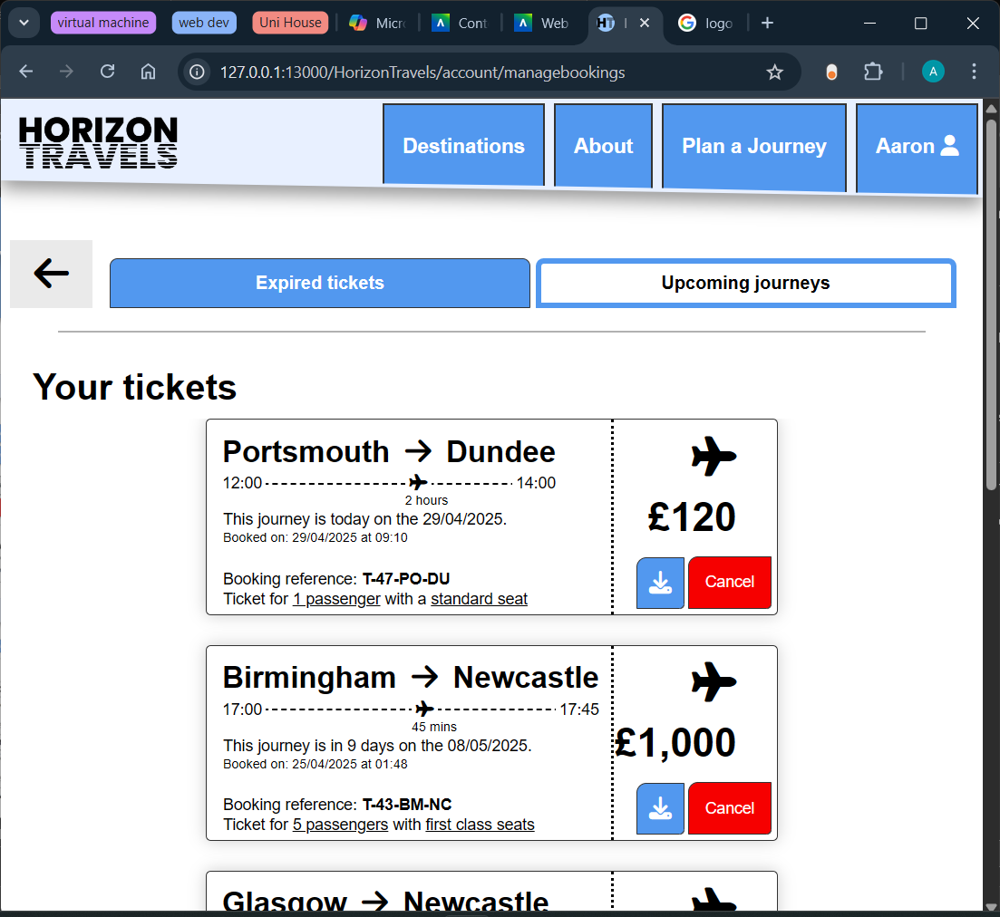 virtual machine
web dev
Uni House
Micr
Cont
Web
logo
127.0.0.1:13000/HorizonTravels/account/managebookings
A
HORIZON
TRAVELS
Destinations
About
Plan a Journey
Aaron
Expired tickets
Upcoming journeys
Your tickets
Portsmouth → Dundee
12:00
14:00
2 hours
This journey is today on the 29/04/2025.
Booked on: 29/04/2025 at 09:10
Booking reference: T-47-PO-DU
Ticket for 1 passenger with a standard seat
£120
Cancel
Birmingham → Newcastle
17:00
17:45
45 mins
This journey is in 9 days on the 08/05/2025.
Booked on: 25/04/2025 at 01:48
Booking reference: T-43-BM-NC
Ticket for 5 passengers with first class seats
£1,000
Cancel
Glasgow → Newcastle